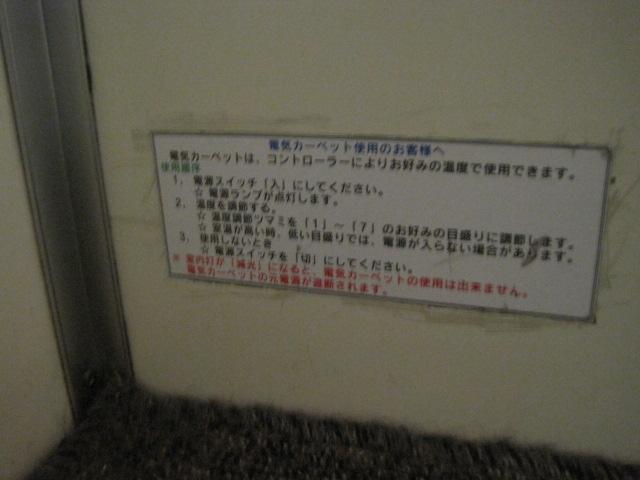 電気カーペット使用のお客様へ
電気カーペットは、コントローラーによりお好みの温度で使用できます。
使用順序
1. 電源スイッチ「入」にしてください。
☆ 電源ランプが点灯します。
2. 温度を調節する。
☆ 温度調節ツマミを「1」～「7」のお好みの目盛りに調節します。
☆ 室温が高い時、低い目盛りでは、電源が入らない場合があります。
3. 使用しないとき
☆ 電源スイッチを「切」にしてください。
※ 室内灯が「減光」になると、電気カーペットの使用は出来ません。
電気カーペットの元電源が遮断されます。